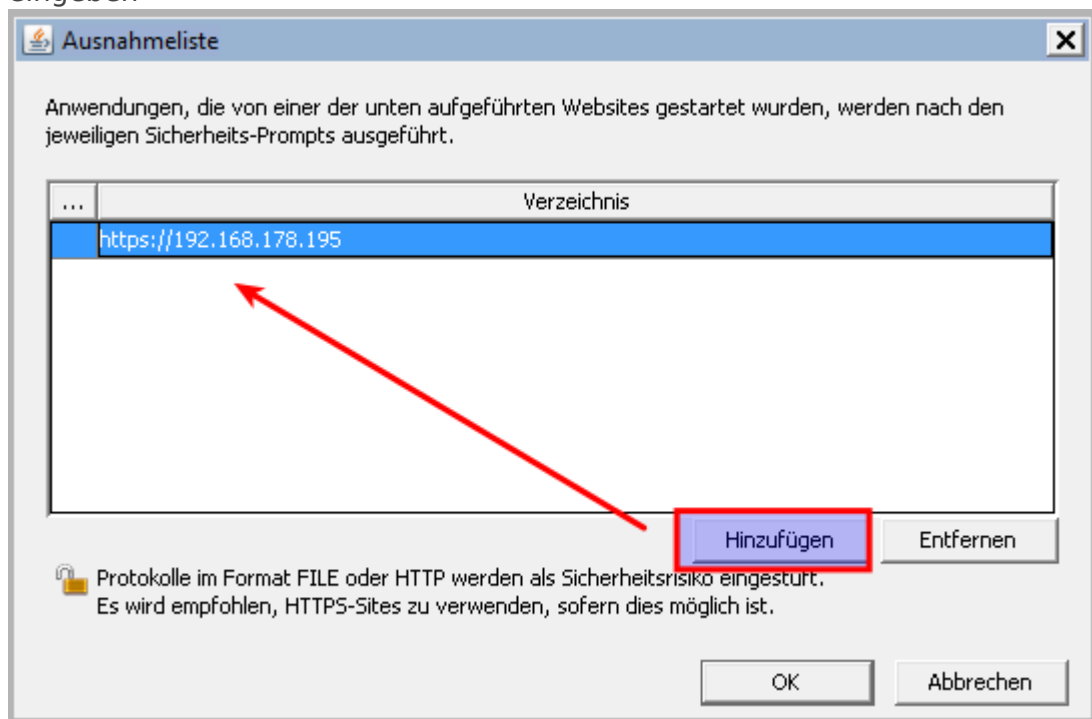 eingeben
Ausnahmeliste
Anwendungen, die von einer der unten aufgeführten Websites gestartet wurden, werden nach den
jeweiligen Sicherheits-Prompts ausgeführt.
... Verzeichnis
https://192.168.178.195
Hinzufügen Entfernen
Protokolle im Format FILE oder HTTP werden als Sicherheitsrisiko eingestuft.
Es wird empfohlen, HTTPS-Sites zu verwenden, sofern dies möglich ist.
OK Abbrechen